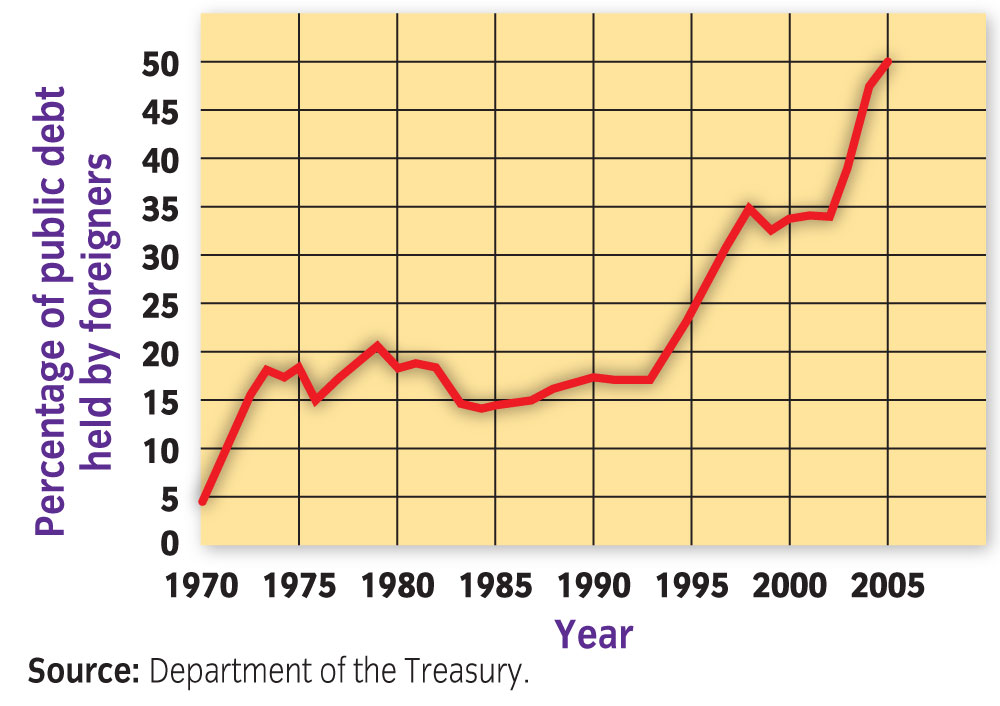 Percentage of public debt
held by foreigners
50
45
40
35
30
25
20
15
10
5
0
1970 1975 1980 1985 1990 1995 2000 2005
Year
Source: Department of the Treasury.